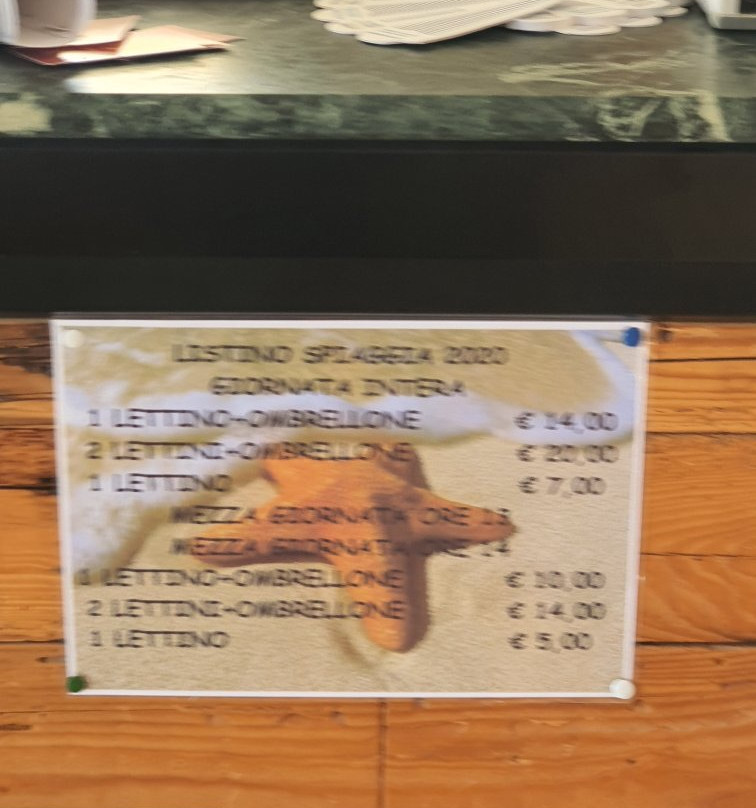 LISTINO SPIAGGIA 2020
GIORNATA INTERA
1 LETTINO+OMBRELLONE € 14,00
2 LETTINI+OMBRELLONE € 20,00
1 LETTINO € 7,00
MEZZA GIORNATA ORE
MEZZA GIORNATA ORE 14
1 LETTINO+OMBRELLONE € 10,00
2 LETTINI+OMBRELLONE € 14,00
1 LETTINO € 5,00